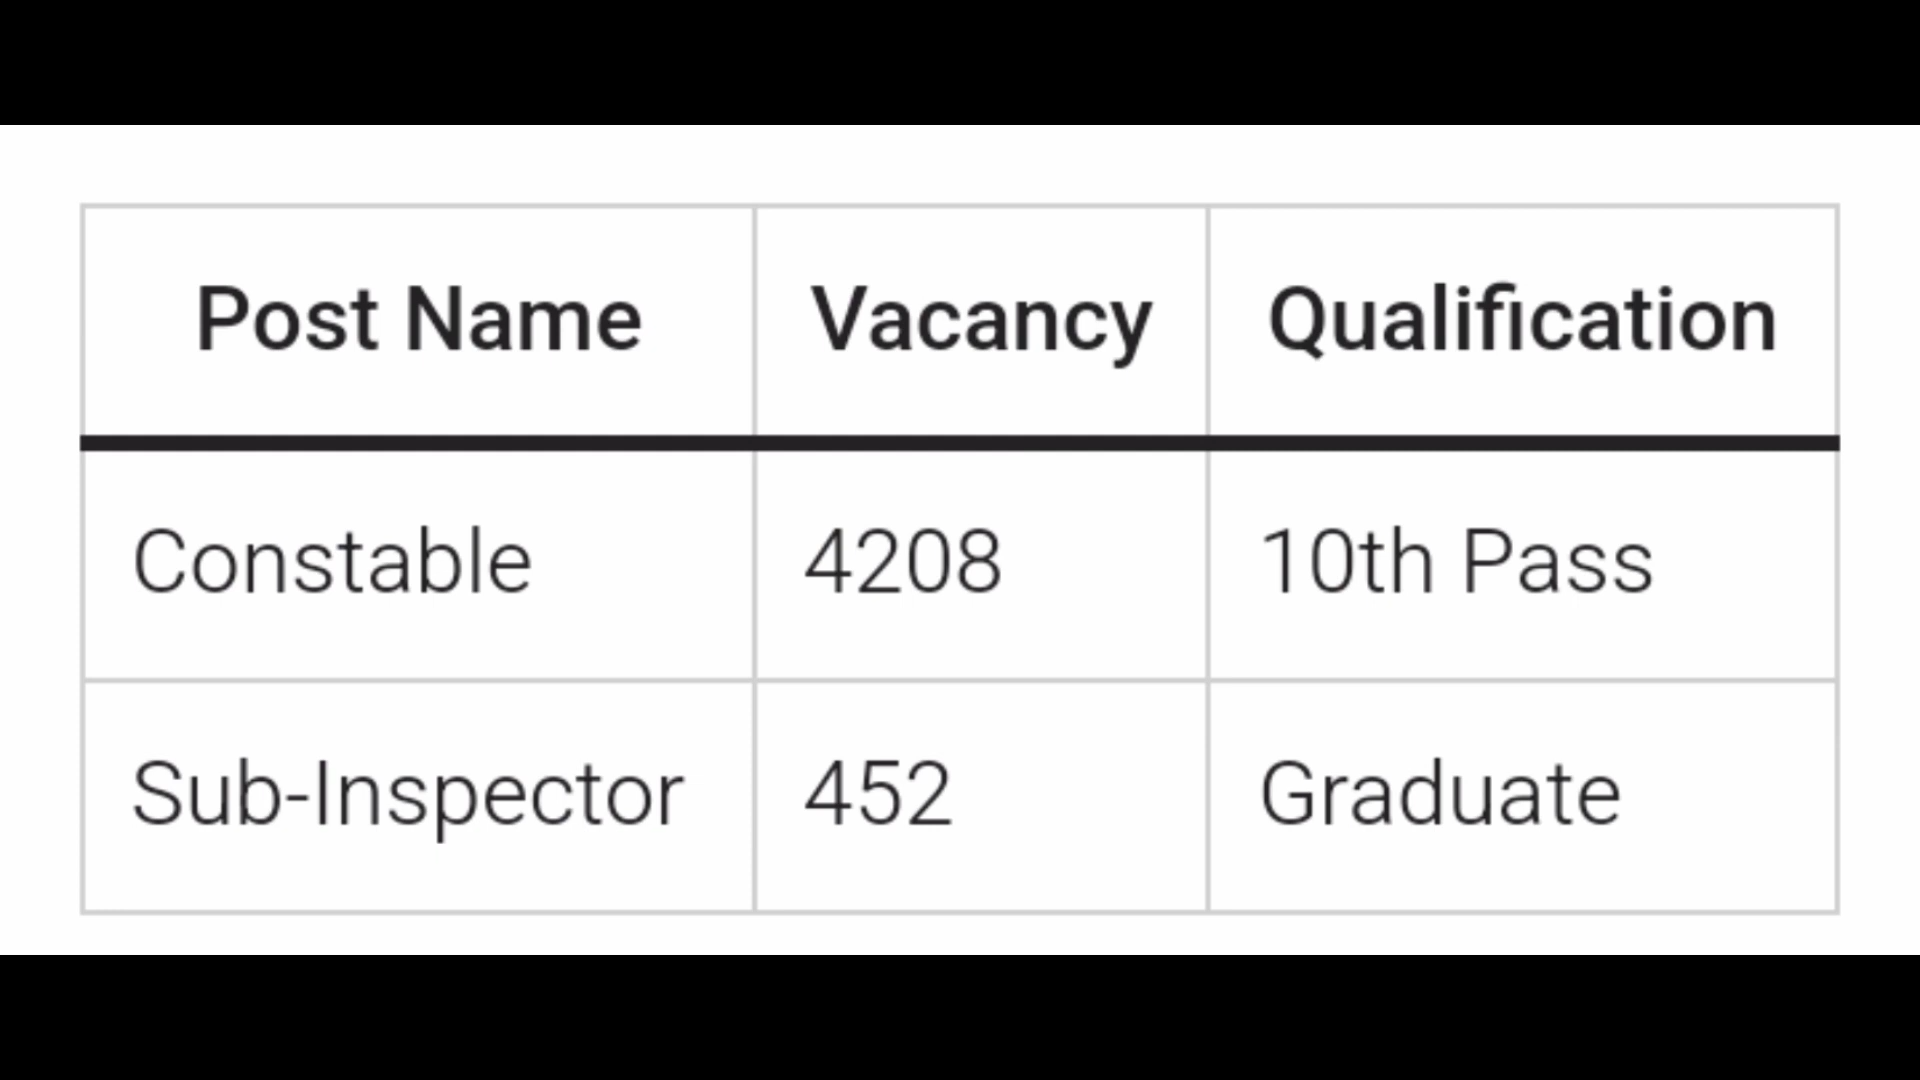 Post Name Vacancy Qualification
Constable 4208 10th Pass
Sub-Inspector 452 Graduate